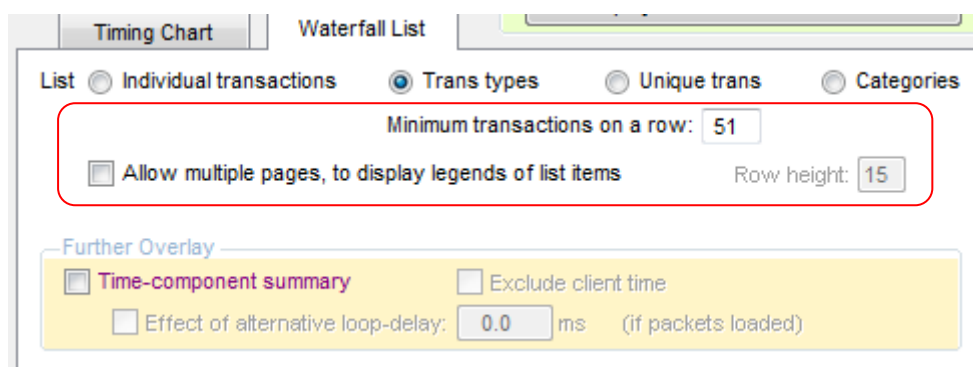 Timing Chart Waterfall List
List Individual transactions Trans types Unique trans Categories
Minimum transactions on a row: 51
Allow multiple pages, to display legends of list items Row height: 15
Further Overlay
Time-component summary Exclude client time
Effect of alternative loop-delay: 0.0 ms (if packets loaded)